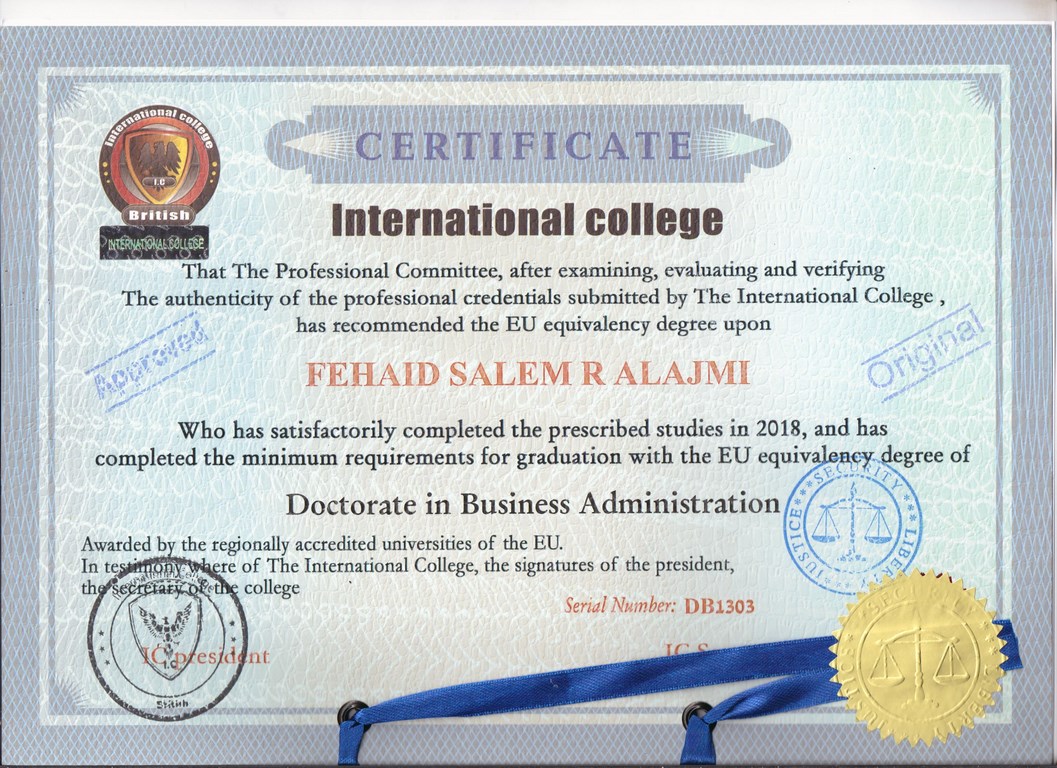 International college
I.C
British
INTERNATIONAL COLLEGE
CERTIFICATE
International college
That The Professional Committee, after examining, evaluating and verifying
The authenticity of the professional credentials submitted by The International College ,
has recommended the EU equivalency degree upon
Approved
Original
FEHAID SALEM R ALAJMI
Who has satisfactorily completed the prescribed studies in 2018, and has
completed the minimum requirements for graduation with the EU equivalency degree of
Doctorate in Business Administration
SECURITY
JUSTICE
LIBERTY
Awarded by the regionally accredited universities of the EU.
In testimony where of The International College, the signatures of the president,
the secretary of the college
Serial Number: DB1303
International College
I.C
British
IC president
IC S